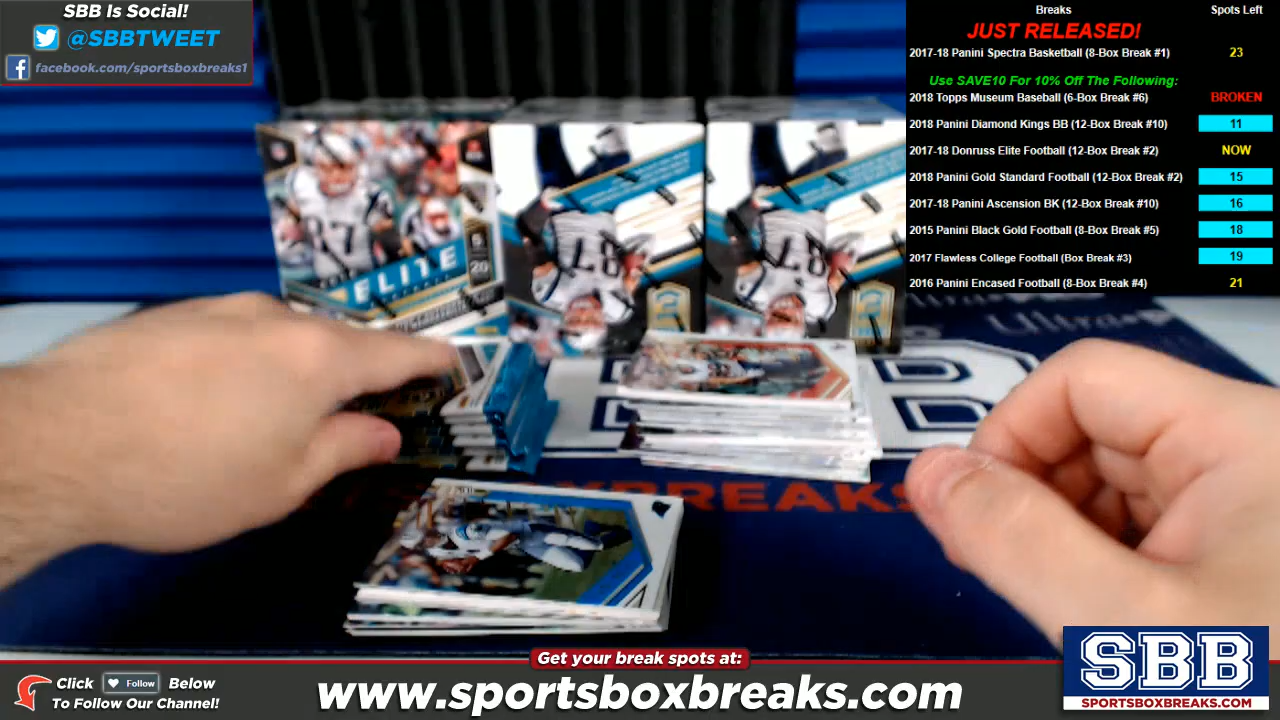 SBB Is Social!
@SBBTWEET
facebook.com/sportsboxbreaks1
Breaks Spots Left
JUST RELEASED!
2017-18 Panini Spectra Basketball (8-Box Break #1) 23
Use SAVE10 For 10% Off The Following:
2018 Topps Museum Baseball (6-Box Break #6) BROKEN
2018 Panini Diamond Kings BB (12-Box Break #10) 11
2017-18 Donruss Elite Football (12-Box Break #2) NOW
2018 Panini Gold Standard Football (12-Box Break #2) 15
2017-18 Panini Ascension BK (12-Box Break #10) 16
2015 Panini Black Gold Football (8-Box Break #5) 18
2017 Flawless College Football (Box Break #3) 19
2016 Panini Encased Football (8-Box Break #4) 21
87
ELITE
20
87
87
BREAKS
Get your break spots at:
www.sportsboxbreaks.com
Click Follow Below
To Follow Our Channel!
SBB
SPORTSBOXBREAKS.COM